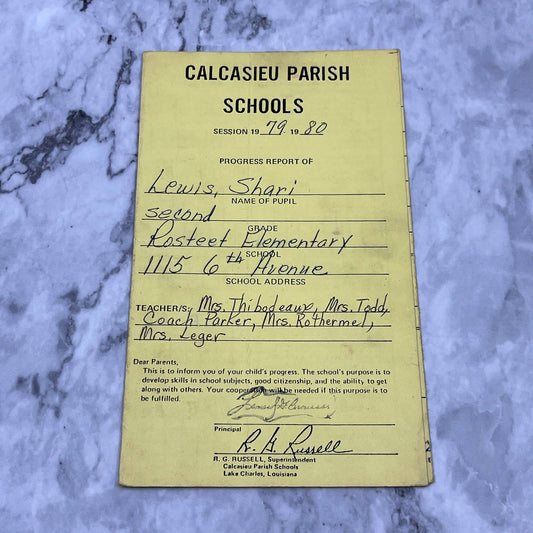 CALCASIEU PARISH
SCHOOLS
SESSION 19 79 19 80
PROGRESS REPORT OF
Lewis, Shari
NAME OF PUPIL
second
GRADE
Rosteet Elementary
SCHOOL
1115 6th Avenue
SCHOOL ADDRESS
TEACHER/S: Mrs. Thibodeaux, Mrs. Todd,
Coach Parker, Mrs. Rothermel,
Mrs. Leger
Dear Parents,
This is to inform you of your child's progress. The school's purpose is to
develop skills in school subjects, good citizenship, and the ability to get
along with others. Your cooperation will be needed if this purpose is to
be fulfilled.
Principal
R. G. Russell
R. G. RUSSELL, Superintendent
Calcasieu Parish Schools
Lake Charles, Louisiana